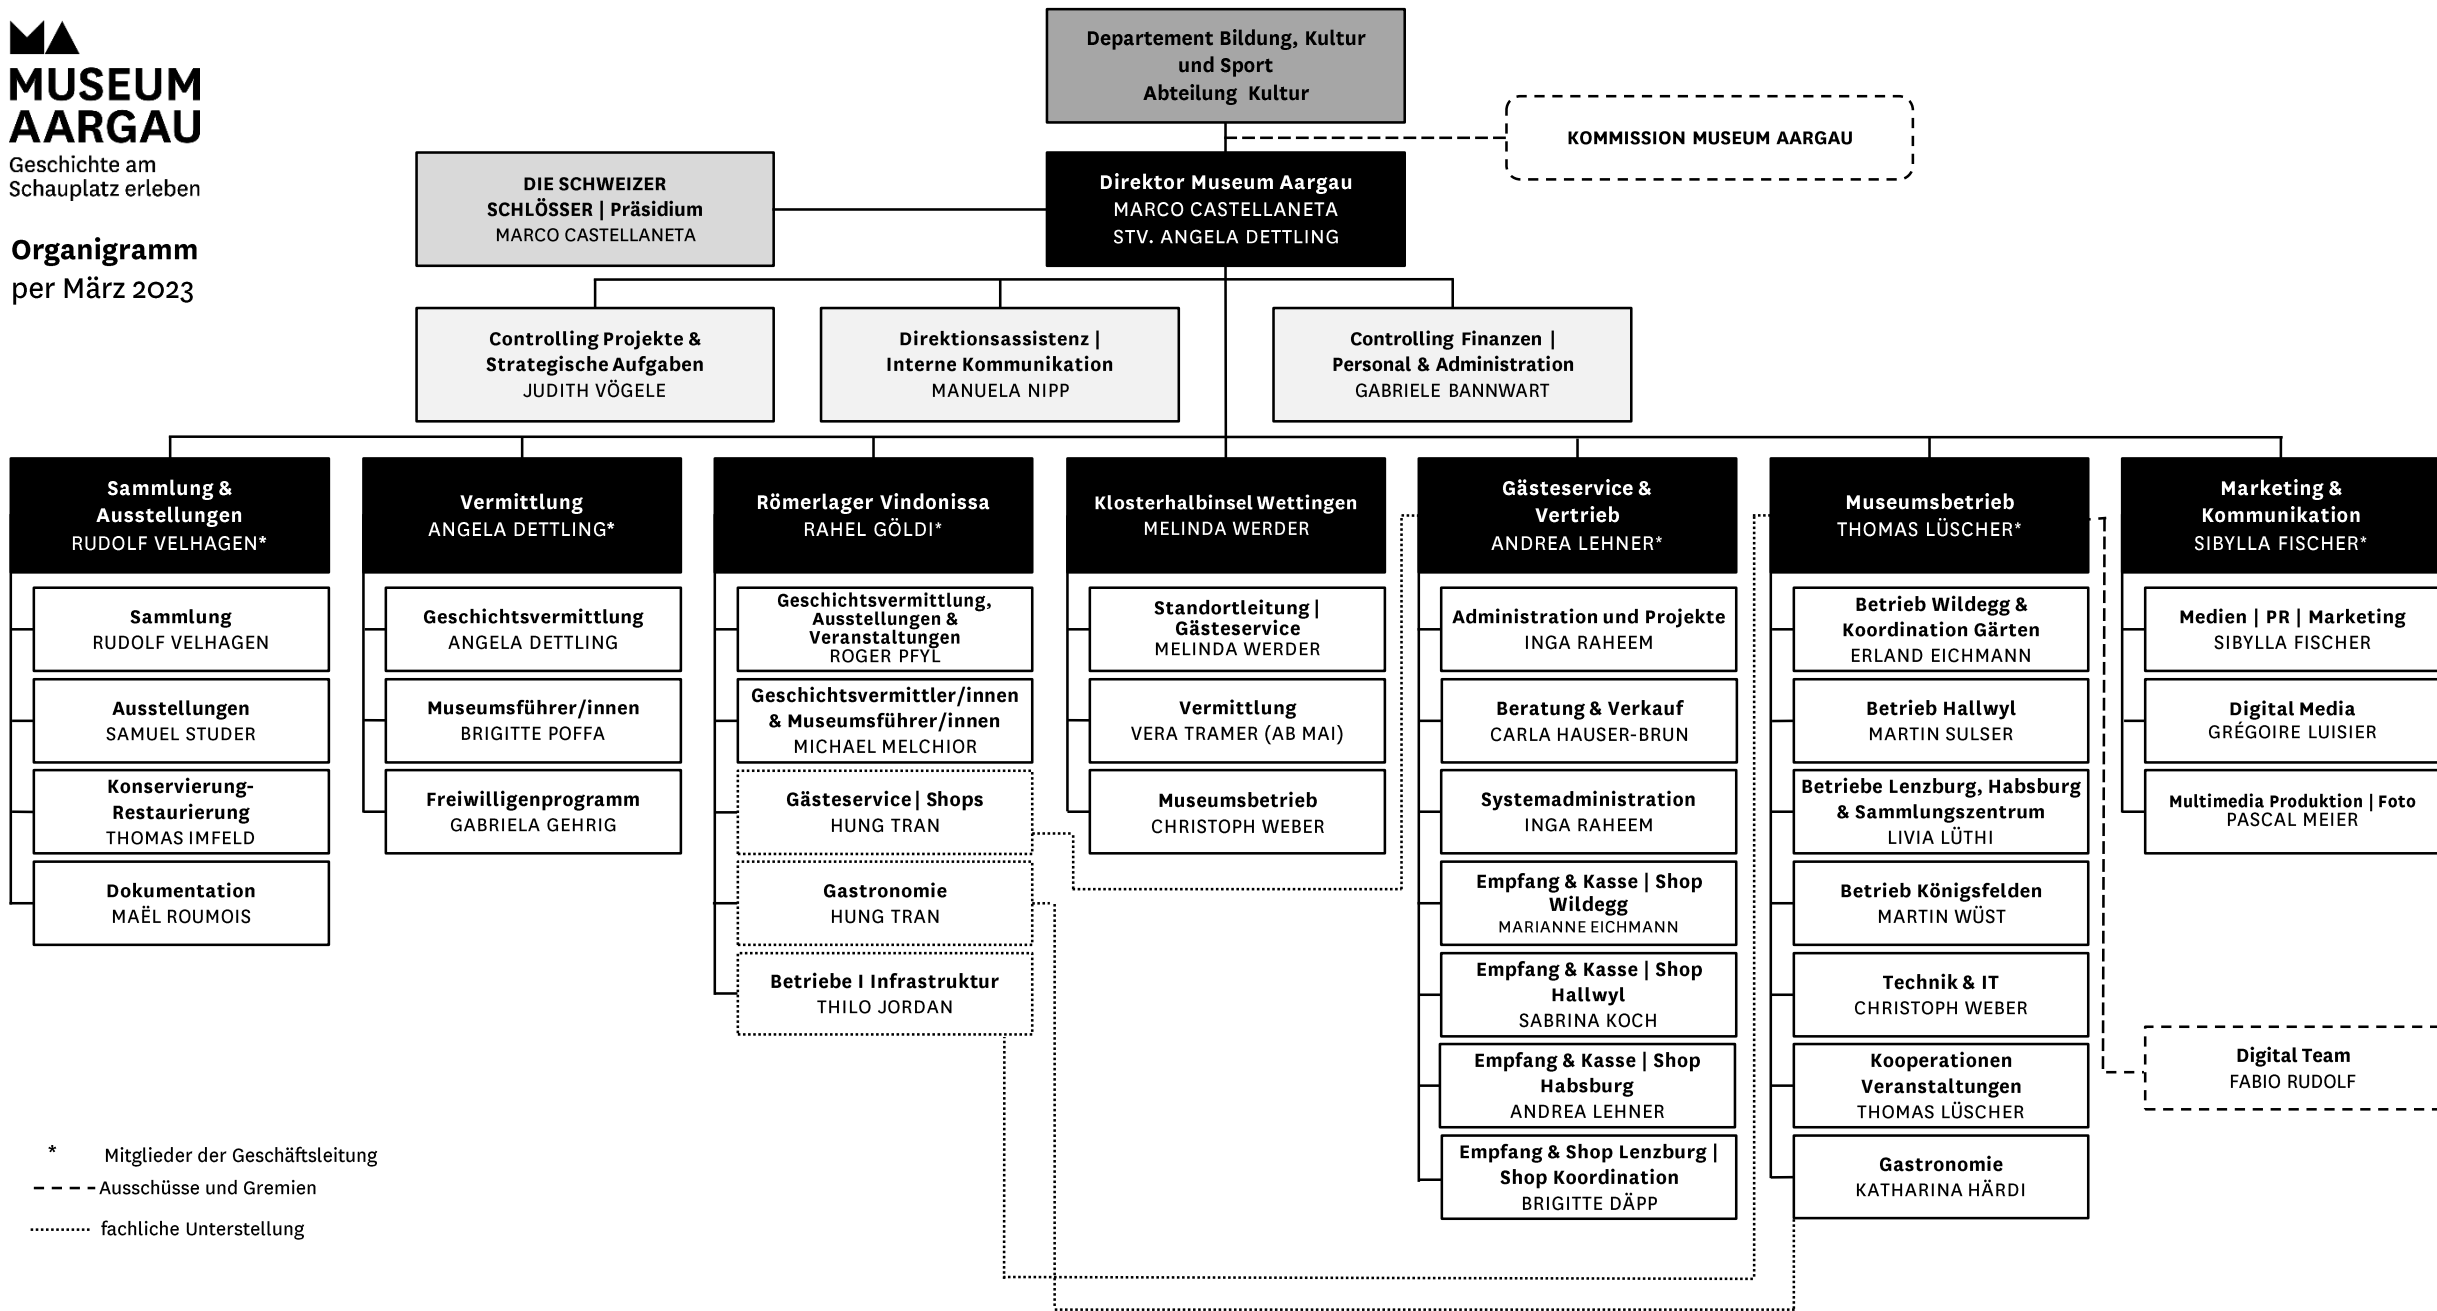 MUSEUM
AARGAU
Geschichte am
Schauplatz erleben
Organigramm
per März 2023
Departement Bildung, Kultur
und Sport
Abteilung Kultur
KOMMISSION MUSEUM AARGAU
DIE SCHWEIZER
SCHLÖSSER | Präsidium
MARCO CASTELLANETA
Direktor Museum Aargau
MARCO CASTELLANETA
STV. ANGELA DETTLING
Controlling Projekte &
Strategische Aufgaben
JUDITH VÖGELE
Direktionsassistenz |
Interne Kommunikation
MANUELA NIPP
Controlling Finanzen |
Personal & Administration
GABRIELE BANNWART
Sammlung &
Ausstellungen
RUDOLF VELHAGEN*
Sammlung
RUDOLF VELHAGEN
Ausstellungen
SAMUEL STUDER
Konservierung-
Restaurierung
THOMAS IMFELD
Dokumentation
MAËL ROUMOIS
Vermittlung
ANGELA DETTLING*
Geschichtsvermittlung
ANGELA DETTLING
Museumsführer/innen
BRIGITTE POFFA
Freiwilligenprogramm
GABRIELA GEHRIG
Römerlager Vindonissa
RAHEL GÖLDI*
Geschichtsvermittlung,
Ausstellungen &
Veranstaltungen
ROGER PFYL
Geschichtsvermittler/innen
& Museumsführer/innen
MICHAEL MELCHIOR
Gästeservice | Shops
HUNG TRAN
Gastronomie
HUNG TRAN
Betriebe I Infrastruktur
THILO JORDAN
Klosterhalbinsel Wettingen
MELINDA WERDER
Standortleitung |
Gästeservice
MELINDA WERDER
Vermittlung
VERA TRAMER (AB MAI)
Museumsbetrieb
CHRISTOPH WEBER
Gästeservice &
Vertrieb
ANDREA LEHNER*
Administration und Projekte
INGA RAHEEM
Beratung & Verkauf
CARLA HAUSER-BRUN
Systemadministration
INGA RAHEEM
Empfang & Kasse | Shop
Wildegg
MARIANNE EICHMANN
Empfang & Kasse | Shop
Hallwyl
SABRINA KOCH
Empfang & Kasse | Shop
Habsburg
ANDREA LEHNER
Empfang & Shop Lenzburg |
Shop Koordination
BRIGITTE DÄPP
Museumsbetrieb
THOMAS LÜSCHER*
Betrieb Wildegg &
Koordination Gärten
ERLAND EICHMANN
Betrieb Hallwyl
MARTIN SULSER
Betriebe Lenzburg, Habsburg
& Sammlungszentrum
LIVIA LÜTHI
Betrieb Königsfelden
MARTIN WÜST
Technik & IT
CHRISTOPH WEBER
Kooperationen
Veranstaltungen
THOMAS LÜSCHER
Gastronomie
KATHARINA HÄRDI
Marketing &
Kommunikation
SIBYLLA FISCHER*
Medien | PR | Marketing
SIBYLLA FISCHER
Digital Media
GRÉGOIRE LUISIER
Multimedia Produktion | Foto
PASCAL MEIER
Digital Team
FABIO RUDOLF
* Mitglieder der Geschäftsleitung
Ausschüsse und Gremien
fachliche Unterstellung